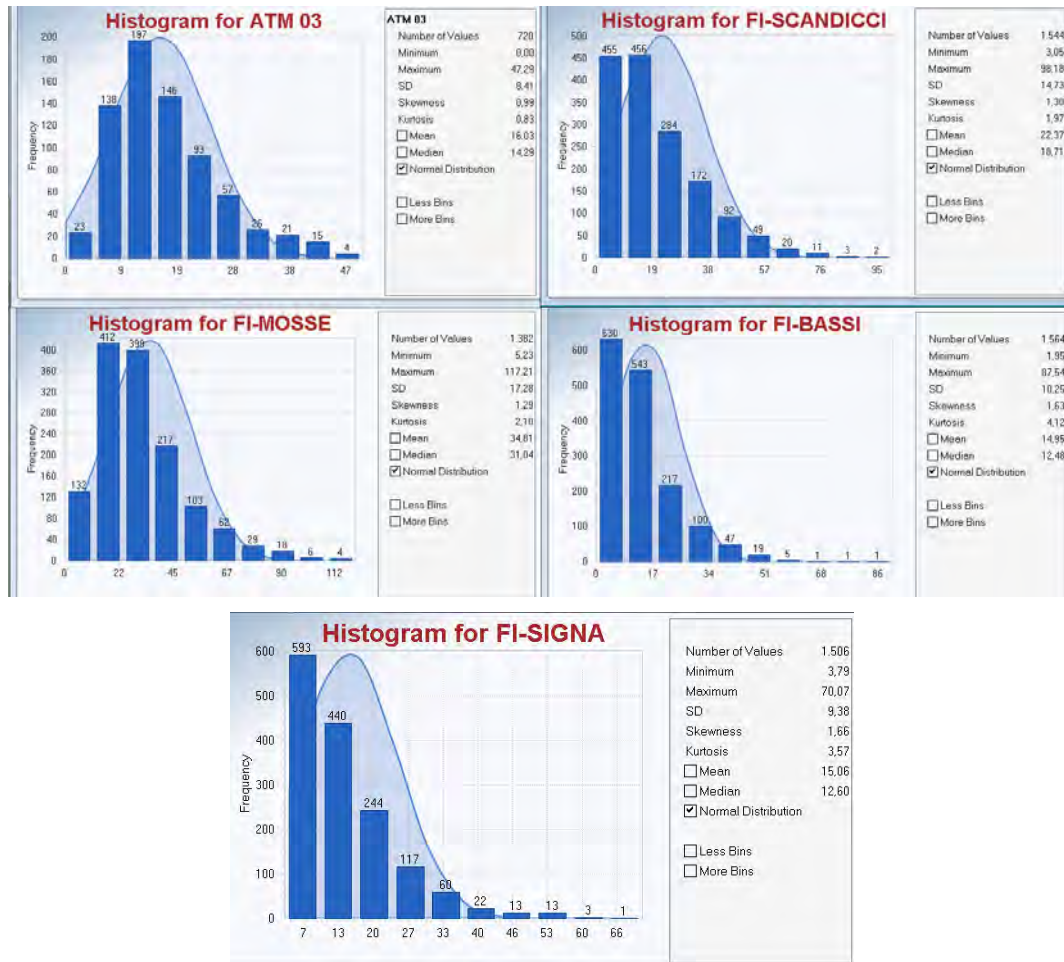 Histogram for ATM 03
Frequency
200
180
160
140
120
100
80
60
40
20
0
23
138
197
146
93
57
26
21
15
4
0 9 19 28 38 47
ATM 03
Number of Values 720
Minimum 0,00
Maximum 47,29
SD 8,41
Skewness 0,99
Kurtosis 0,83
Mean 16,03
Median 14,29
Normal Distribution
Less Bins
More Bins
Histogram for FI-SCANDICCI
Frequency
500
450
400
350
300
250
200
150
100
50
0
455
456
284
172
92
49
20
11
3
2
0 19 38 57 76 95
Number of Values 1.544
Minimum 3,05
Maximum 98,18
SD 14,73
Skewness 1,30
Kurtosis 1,97
Mean 22,37
Median 18,71
Normal Distribution
Less Bins
More Bins
Histogram for FI-MOSSE
Frequency
400
360
320
280
240
200
160
120
80
40
0
132
412
399
217
103
62
29
18
6
4
0 22 45 67 90 112
Number of Values 1.382
Minimum 5,23
Maximum 117,21
SD 17,28
Skewness 1,29
Kurtosis 2,10
Mean 34,81
Median 31,04
Normal Distribution
Less Bins
More Bins
Histogram for FI-BASSI
Frequency
600
500
400
300
200
100
0
630
543
217
100
47
19
5
1
1
1
0 17 34 51 68 86
Number of Values 1.564
Minimum 1,95
Maximum 87,54
SD
Skewness 1,63
Kurtosis 4,12
Mean 14,95
Median 12,48
Normal Distribution
Less Bins
More Bins
Histogram for FI-SIGNA
Frequency
600
500
400
300
200
100
0
593
440
244
117
60
22
13
13
3
1
7 13 20 27 33 40 46 53 60 66
Number of Values 1.506
Minimum 3,79
Maximum 70,07
SD 9,38
Skewness 1,66
Kurtosis 3,57
Mean 15,06
Median 12,60
Normal Distribution
Less Bins
More Bins